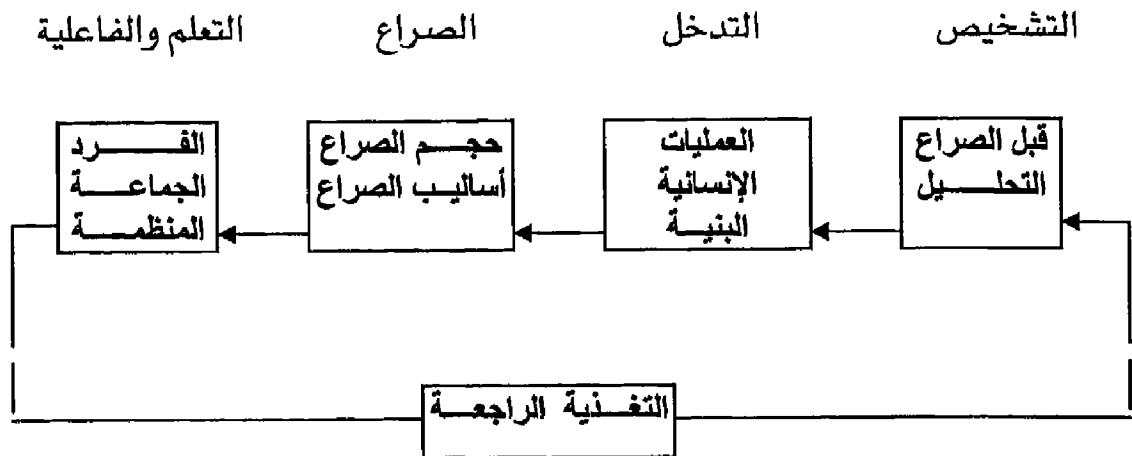 التشخيص التدخل الصراع التعلم والفاعلية
قبل الصراع
التحليل
العمليات
الإنسانية
البنية
حجم الصراع
أساليب الصراع
الفرد
الجماعة
المنظمة
التغذية الراجعة